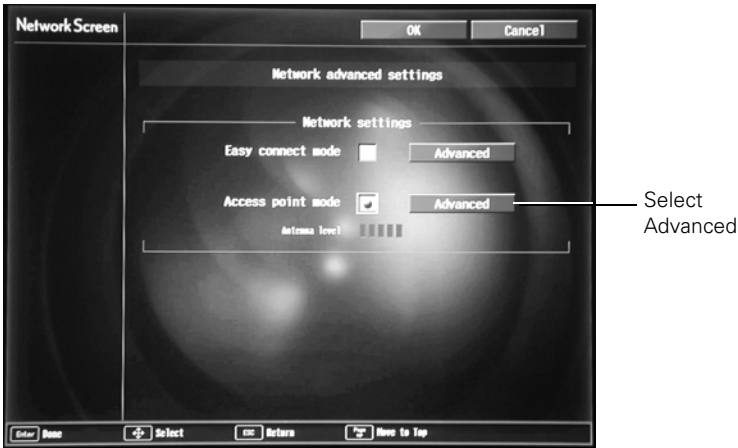 Network Screen
OK
Cancel
Network advanced settings
Network settings
Easy connect mode
Advanced
Access point mode
Advanced
Antenna level
Select
Advanced
Enter Done
Select
ESC Return
Page Move to Top